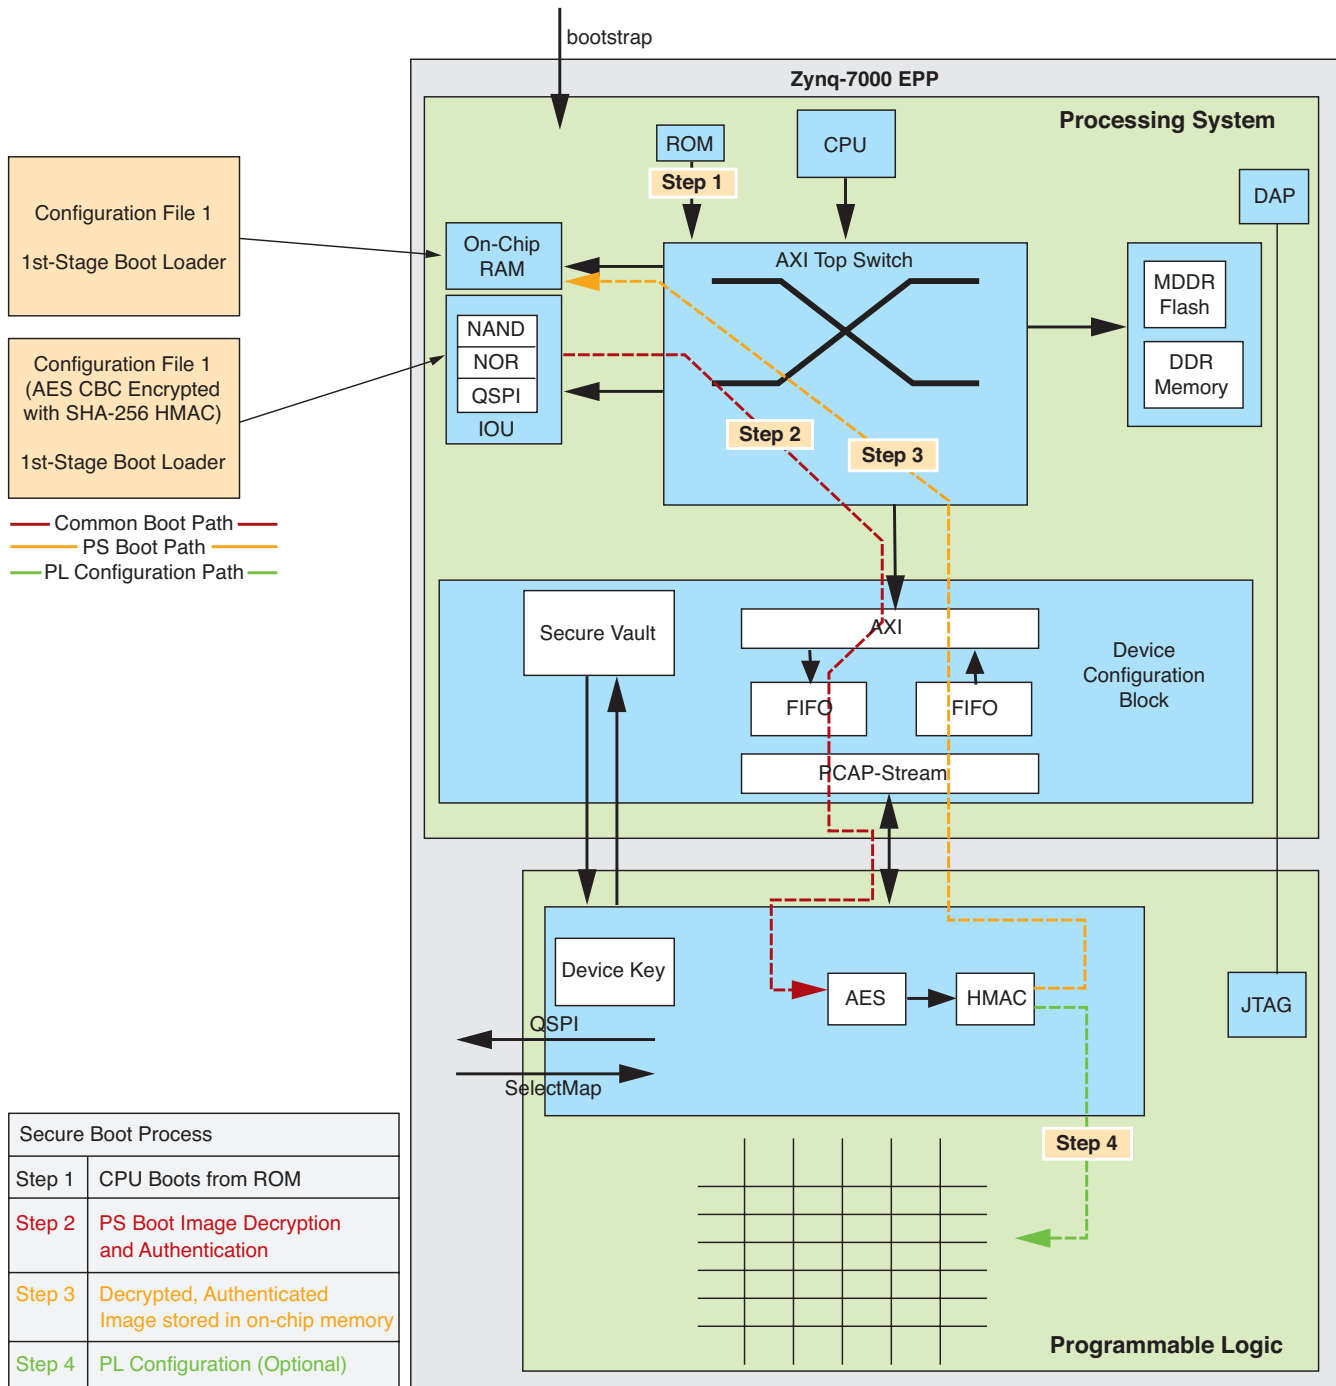 bootstrap
Zynq-7000 EPP
Processing System
ROM
CPU
Step 1
DAP
Configuration File 1
1st-Stage Boot Loader
On-Chip
RAM
AXI Top Switch
MDDR
Flash
DDR
Memory
NAND
NOR
QSPI
IOU
Configuration File 1
(AES CBC Encrypted
with SHA-256 HMAC)
1st-Stage Boot Loader
Step 2
Step 3
Common Boot Path
PS Boot Path
PL Configuration Path
Secure Vault
AXI
Device
Configuration
Block
FIFO
FIFO
PCAP-Stream
Device Key
AES
HMAC
JTAG
QSPI
SelectMap
Step 4
Programmable Logic
Secure Boot Process
Step 1 CPU Boots from ROM
Step 2 PS Boot Image Decryption
and Authentication
Step 3 Decrypted, Authenticated
Image stored in on-chip memory
Step 4 PL Configuration (Optional)